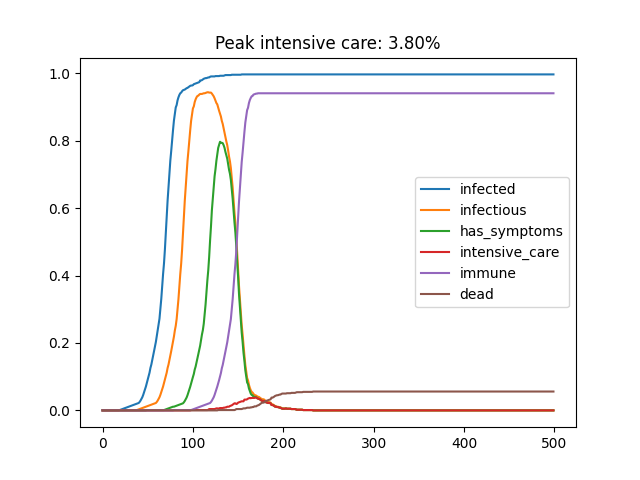 Peak intensive care: 3.80%
1.0
0.8
0.6
0.4
0.2
0.0
infected
infectious
has_symptoms
intensive_care
immune
dead
0 100 200 300 400 500